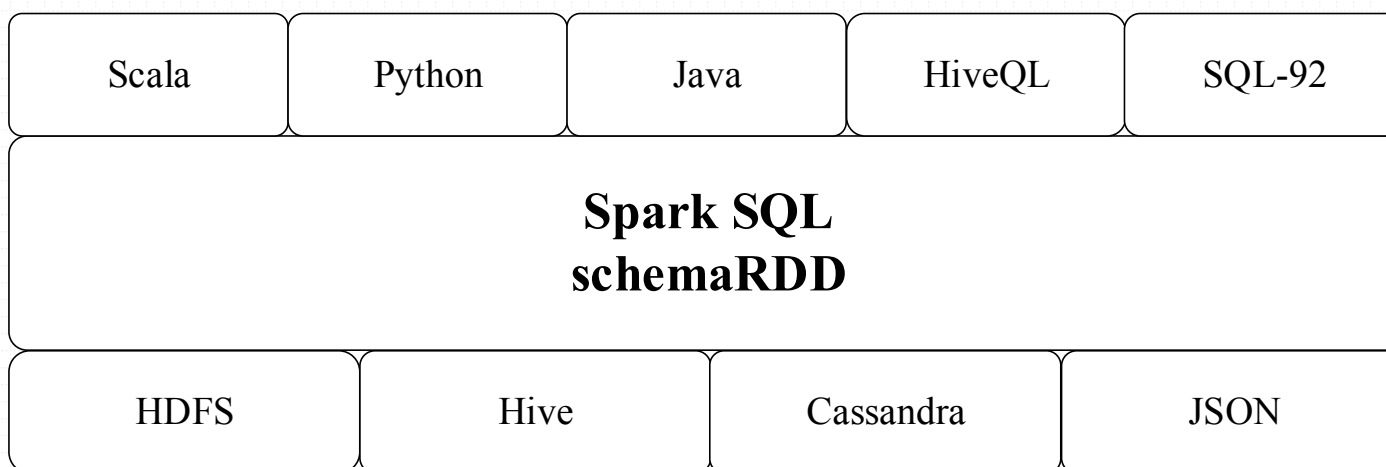 Scala Python Java HiveQL SQL-92
Spark SQL
schemaRDD
HDFS Hive Cassandra JSON